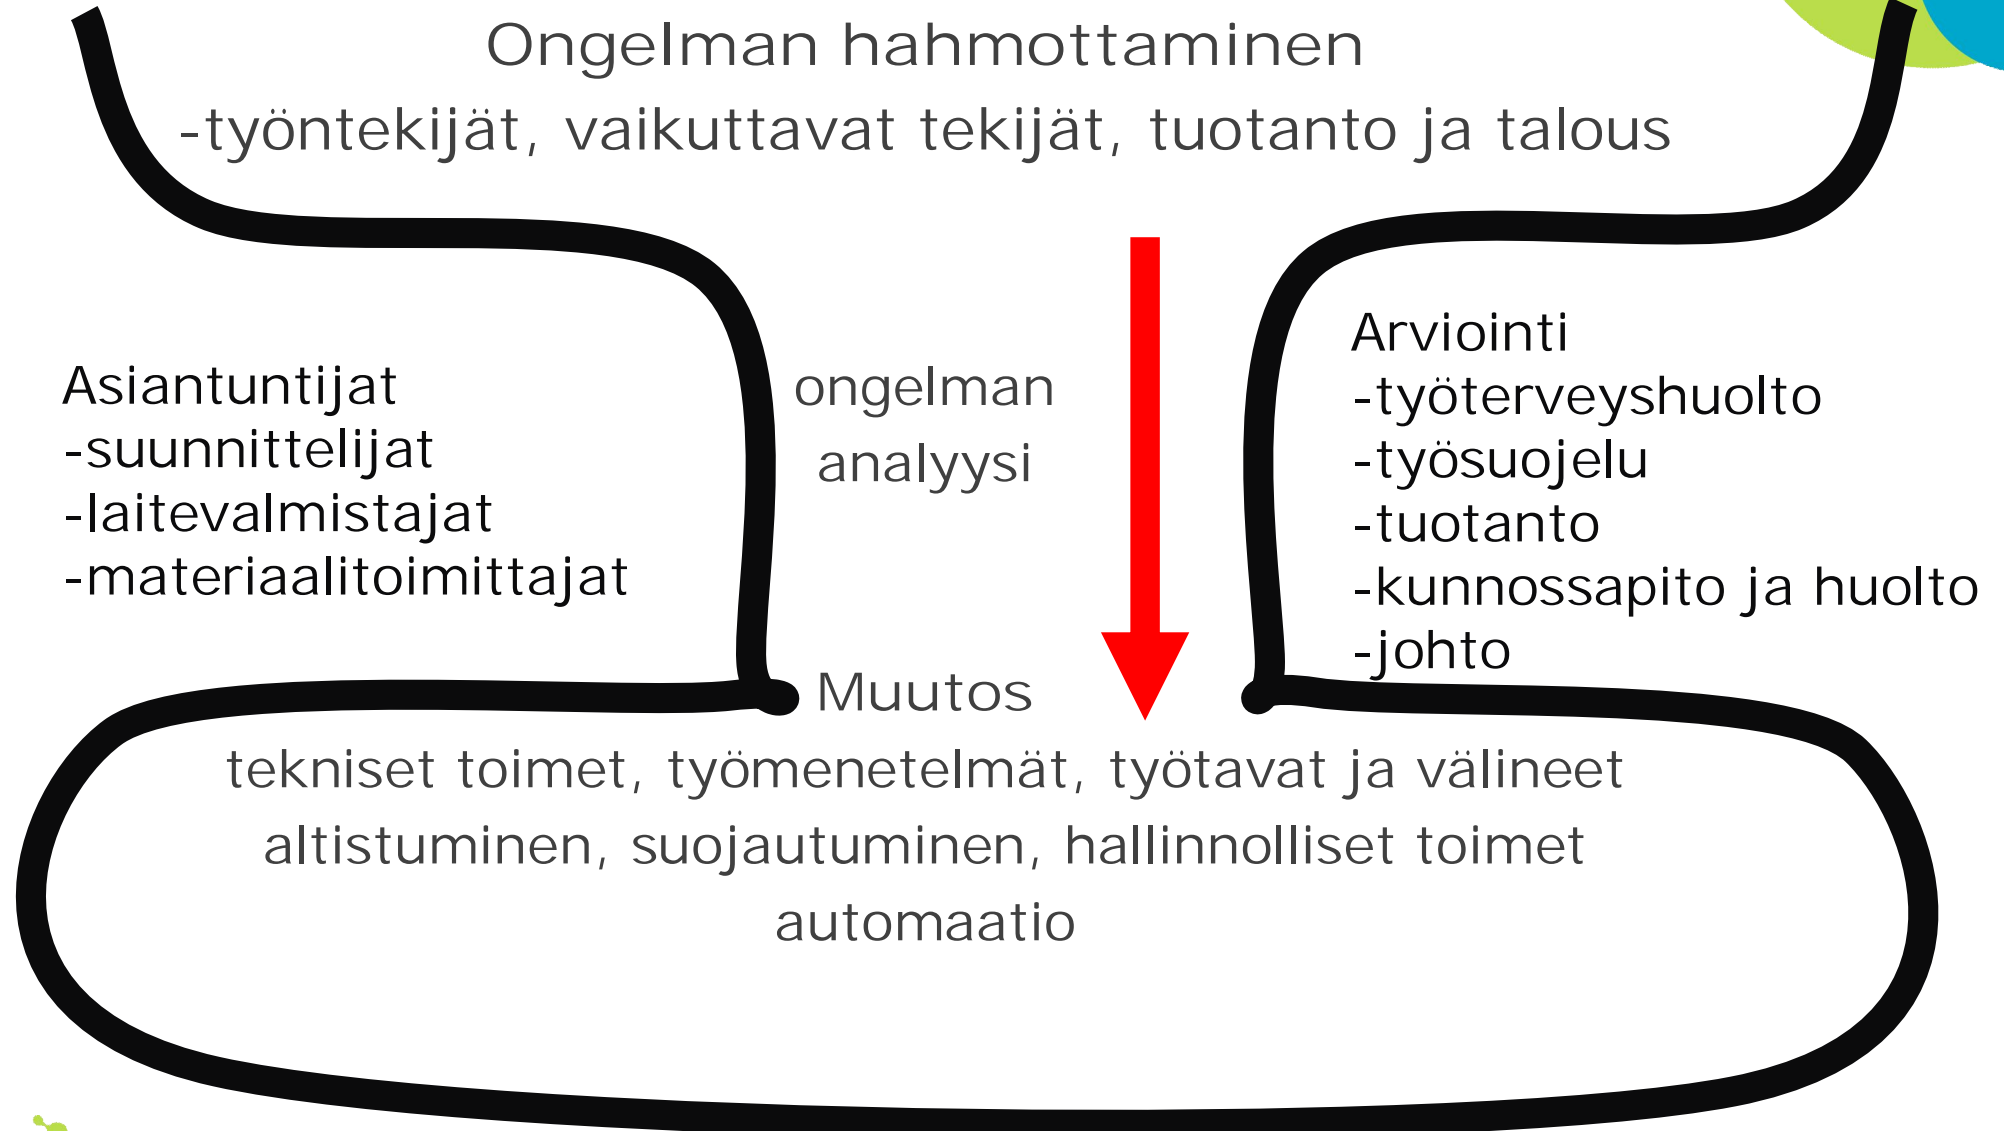 Ongelman hahmottaminen
-työntekijät, vaikuttavat tekijät, tuotanto ja talous
Asiantuntijat
-suunnittelijat
-laitevalmistajat
-materiaalitoimittajat
ongelman
analyysi
Arviointi
-työterveyshuolto
-työsuojelu
-tuotanto
-kunnossapito ja huolto
-johto
Muutos
tekniset toimet, työmenetelmät, työtavat ja välineet
altistuminen, suojautuminen, hallinnolliset toimet
automaatio